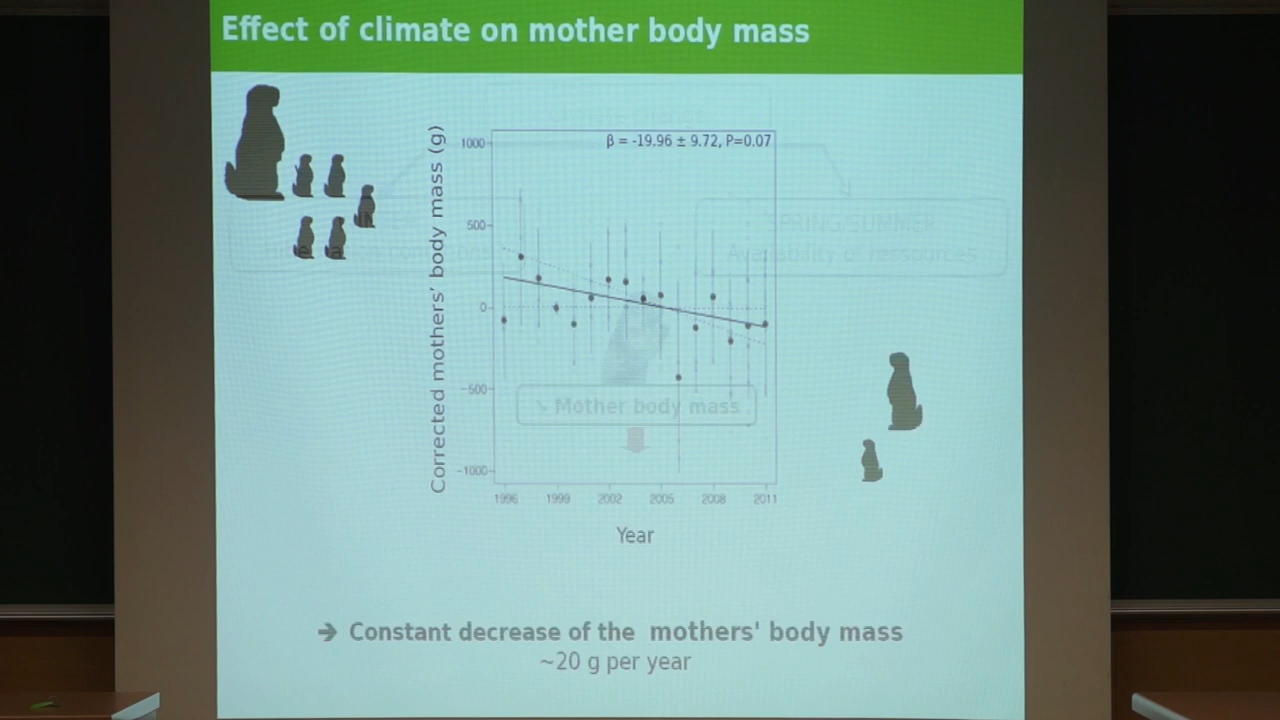 Effect of climate on mother body mass
β = -19.96 ± 9.72, P=0.07
Corrected mothers' body mass (g)
1000
500
0
−500
−1000
SPRING/SUMMER
Availability of ressources
↘ Mother body mass
1996 1999 2002 2005 2008 2011
Year
➔ Constant decrease of the mothers' body mass
~20 g per year